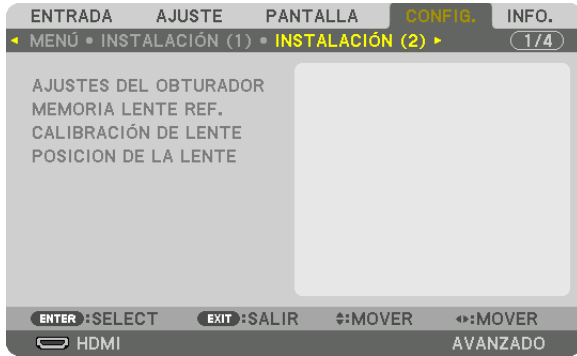 ENTRADA AJUSTE PANTALLA CONFIG. INFO.
MENÚ • INSTALACIÓN (1) • INSTALACIÓN (2) 1/4
AJUSTES DEL OBTURADOR
MEMORIA LENTE REF.
CALIBRACIÓN DE LENTE
POSICION DE LA LENTE
ENTER :SELECT EXIT :SALIR :MOVER :MOVER
HDMI AVANZADO